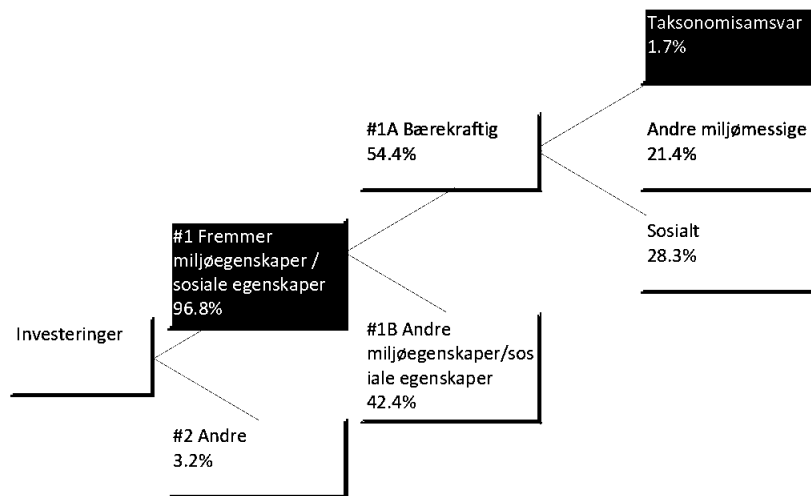 Taksonomisamsvar
1.7%
#1A Bærekraftig
54.4%
Andre miljømessige
21.4%
#1 Fremmer
miljøegenskaper /
sosiale egenskaper
96.8%
Sosialt
28.3%
Investeringer
#1B Andre
miljøegenskaper/sos
iale egenskaper
42.4%
#2 Andre
3.2%